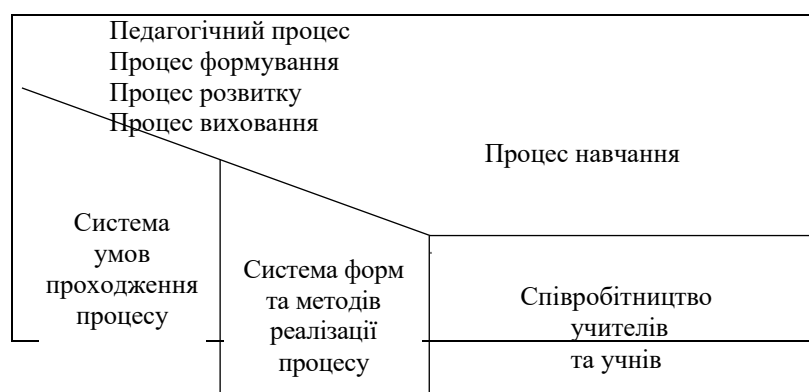 Педагогічний процес
Процес формування
Процес розвитку
Процес виховання
Процес навчання
Система
умов
проходження
процесу
Система форм
та методів
реалізації
процесу
Співробітництво
учителів
та учнів